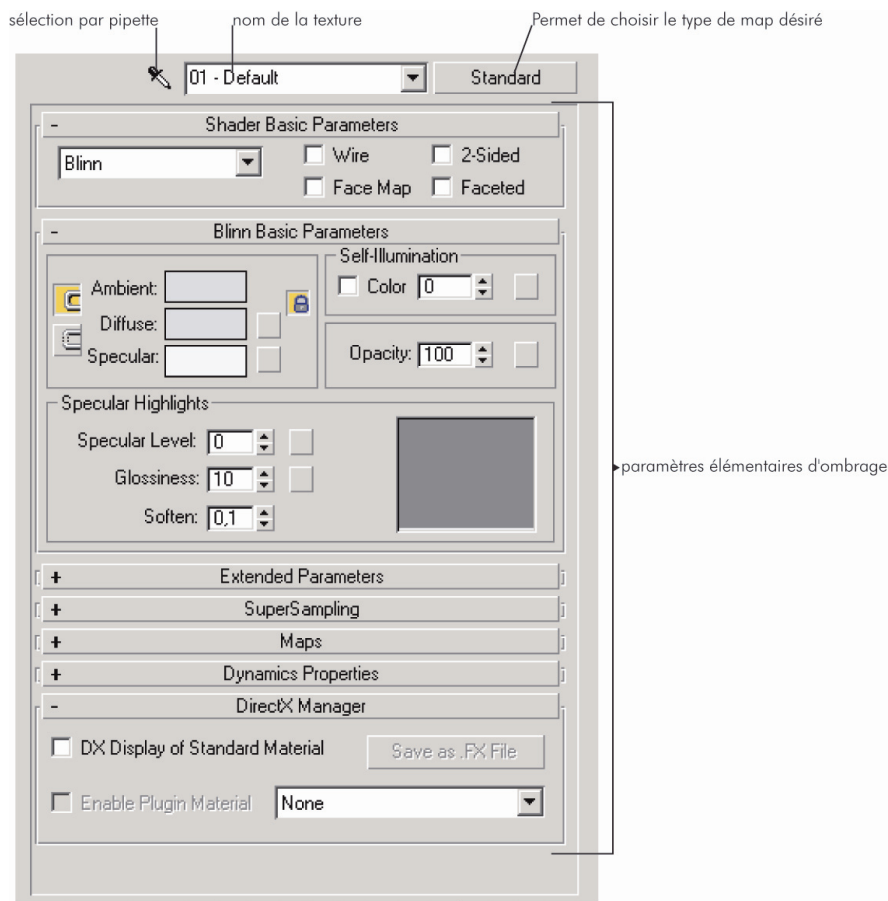 sélection par pipette
nom de la texture
Permet de choisir le type de map désiré
01 - Default
Standard
- Shader Basic Parameters
Blinn
Wire
2-Sided
Face Map
Faceted
- Blinn Basic Parameters
Self-Illumination
Ambient:
Color 0
Diffuse:
Specular:
Opacity: 100
Specular Highlights
Specular Level: 0
Glossiness: 10
paramètres élémentaires d'ombrage
Soften: 0,1
+ Extended Parameters
+ SuperSampling
+ Maps
+ Dynamics Properties
- DirectX Manager
DX Display of Standard Material
Save as .FX File
Enable Plugin Material
None